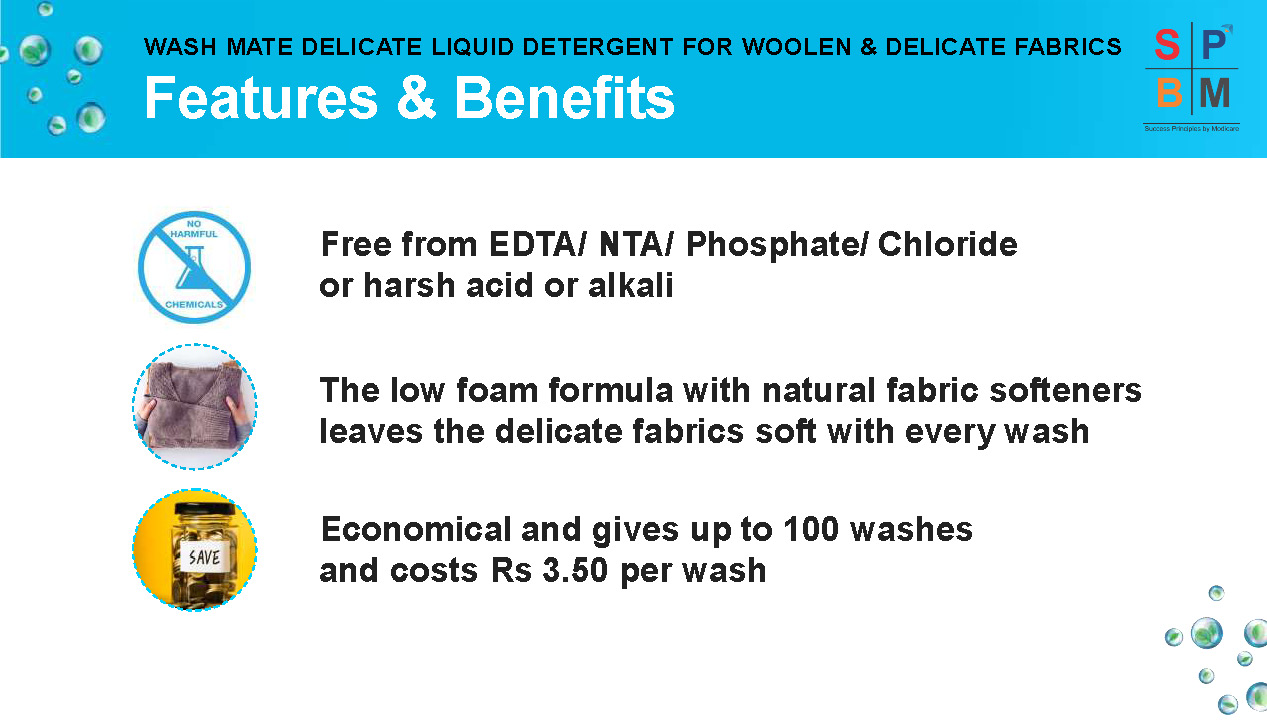 WASH MATE DELICATE LIQUID DETERGENT FOR WOOLEN & DELICATE FABRICS
Features & Benefits
S P
B M
Success Principles by Modicare
NO
HARMFUL
CHEMICALS
Free from EDTA/ NTA/ Phosphate/ Chloride
or harsh acid or alkali
The low foam formula with natural fabric softeners
leaves the delicate fabrics soft with every wash
SAVE
Economical and gives up to 100 washes
and costs Rs 3.50 per wash